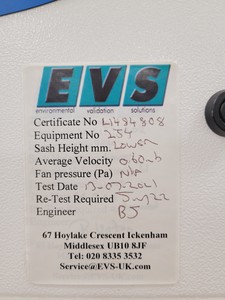 EVS
environmental validation solutions
Certificate No L1484808
Equipment No 254
Sash Height mm. Lower
Average Velocity
Fan pressure (Pa) N/A
Test Date
Re-Test Required
Engineer BJ
67 Hoylake Crescent Ickenham
Middlesex UB10 8JF
Tel: 020 8335 3532
Service@EVS-UK.com